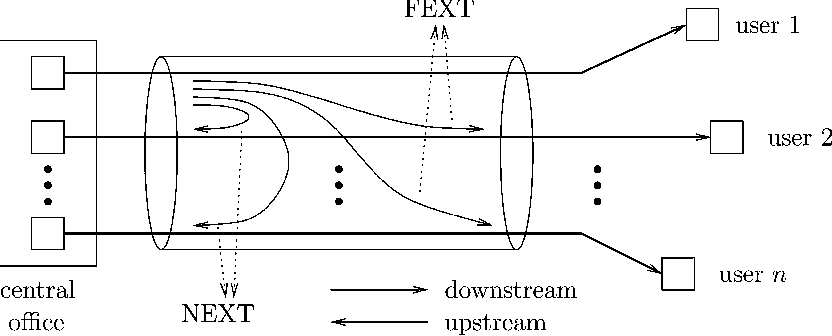 FEXT
user 1
user 2
user n
central
office
NEXT
downstream
upstream